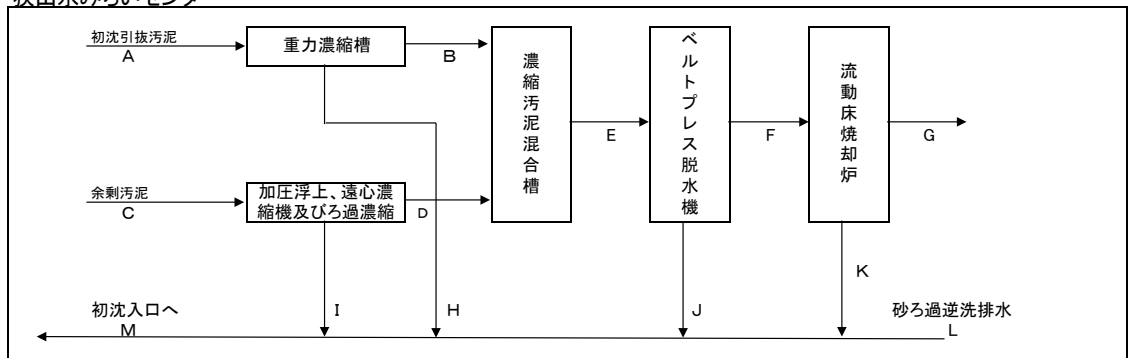 初沈引抜汚泥
A
重力濃縮槽
B
濃縮汚泥混合槽
E
ベルトプレス脱水機
F
流動床焼却炉
G
余剰汚泥
C
加圧浮上、遠心濃
縮機及びろ過濃縮
D
K
初沈入口へ
M
I
H
J
砂ろ過逆洗排水
L